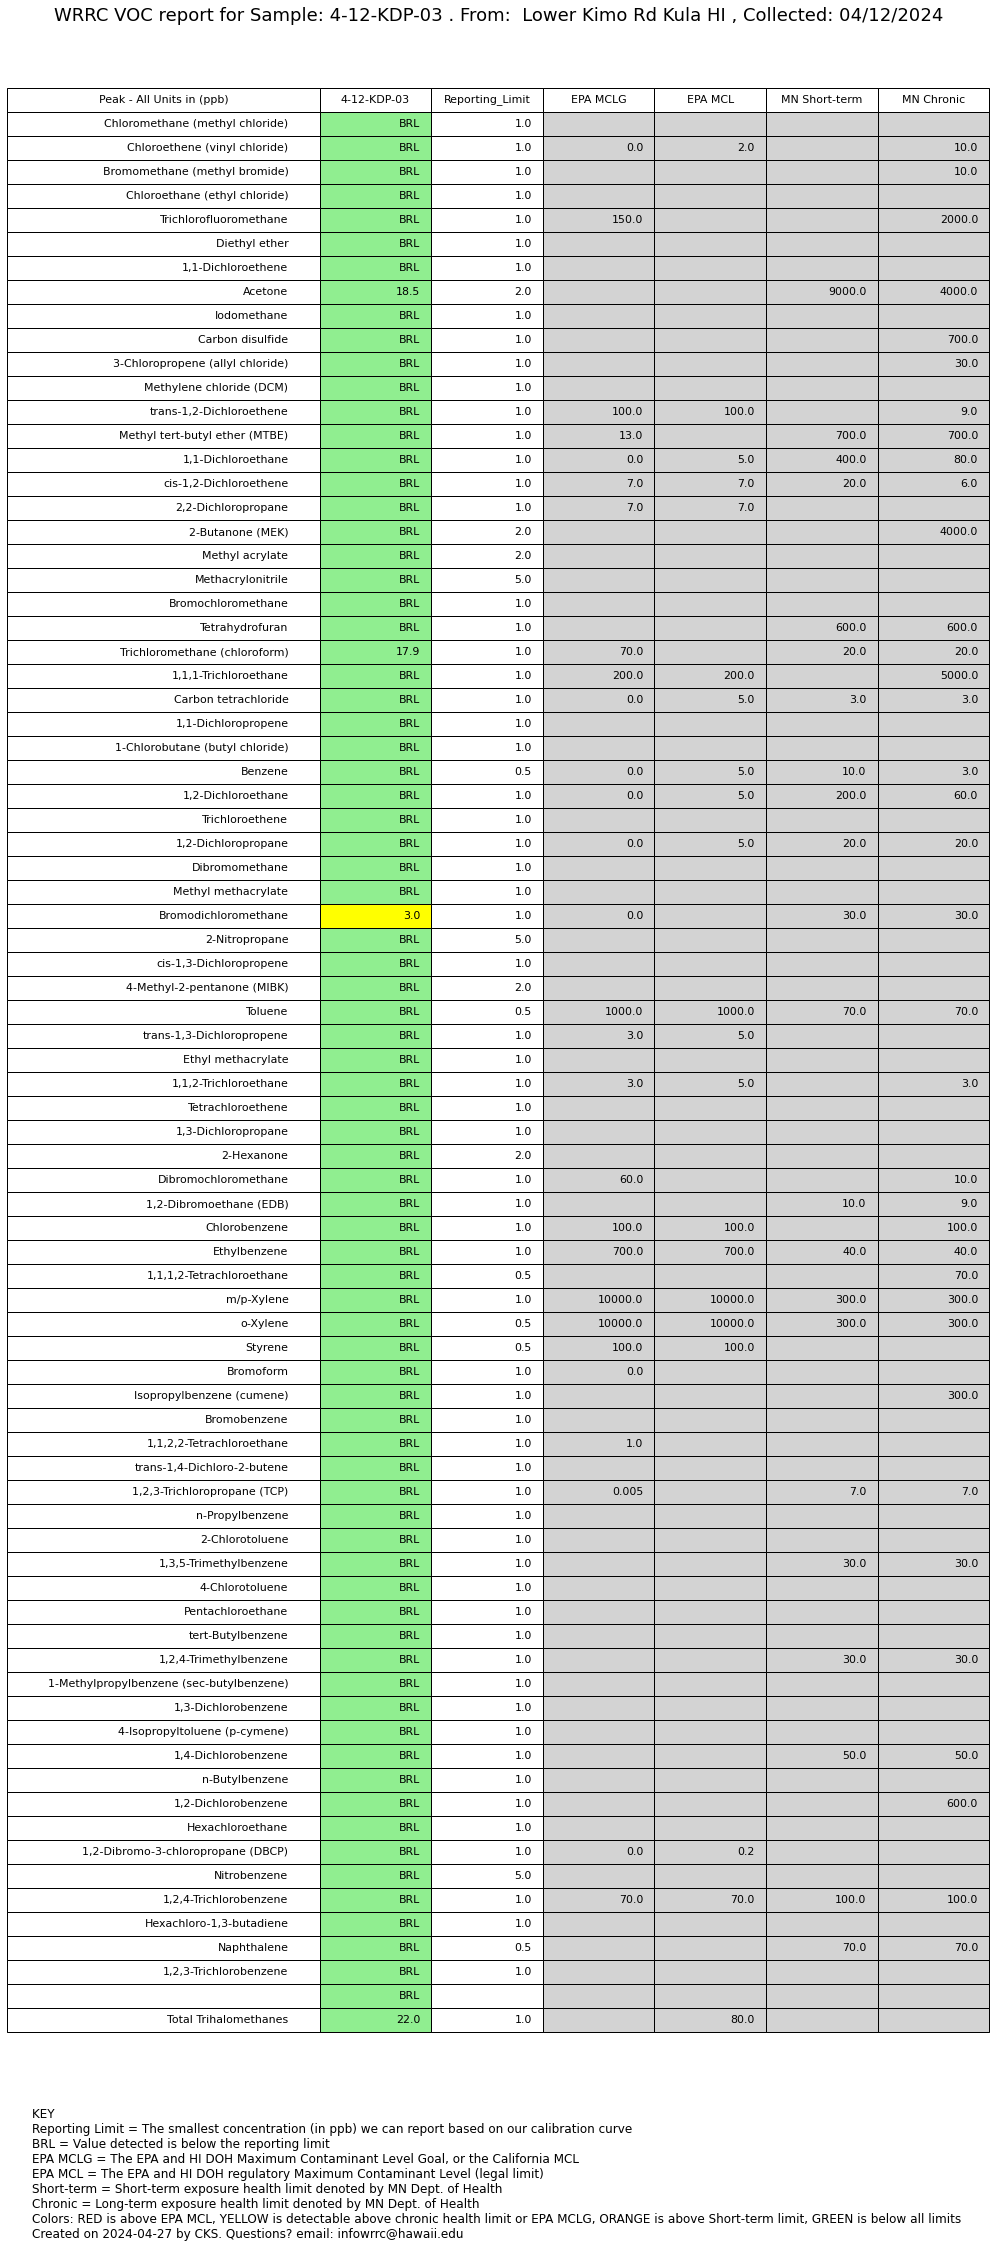 WRRC VOC report for Sample: 4-12-KDP-03 . From:  Lower Kimo Rd Kula HI , Collected: 04/12/2024
Peak - All Units in (ppb) 4-12-KDP-03 Reporting_Limit EPA MCLG EPA MCL MN Short-term MN Chronic
Chloromethane (methyl chloride) BRL 1.0
Chloroethene (vinyl chloride) BRL 1.0 0.0 2.0 10.0
Bromomethane (methyl bromide) BRL 1.0 10.0
Chloroethane (ethyl chloride) BRL 1.0
Trichlorofluoromethane BRL 1.0 150.0 2000.0
Diethyl ether BRL 1.0
1,1-Dichloroethene BRL 1.0
Acetone 18.5 2.0 9000.0 4000.0
Iodomethane BRL 1.0
Carbon disulfide BRL 1.0 700.0
3-Chloropropene (allyl chloride) BRL 1.0 30.0
Methylene chloride (DCM) BRL 1.0
trans-1,2-Dichloroethene BRL 1.0 100.0 100.0 9.0
Methyl tert-butyl ether (MTBE) BRL 1.0 13.0 700.0 700.0
1,1-Dichloroethane BRL 1.0 0.0 5.0 400.0 80.0
cis-1,2-Dichloroethene BRL 1.0 7.0 7.0 20.0 6.0
2,2-Dichloropropane BRL 1.0 7.0 7.0
2-Butanone (MEK) BRL 2.0 4000.0
Methyl acrylate BRL 2.0
Methacrylonitrile BRL 5.0
Bromochloromethane BRL 1.0
Tetrahydrofuran BRL 1.0 600.0 600.0
Trichloromethane (chloroform) 17.9 1.0 70.0 20.0 20.0
1,1,1-Trichloroethane BRL 1.0 200.0 200.0 5000.0
Carbon tetrachloride BRL 1.0 0.0 5.0 3.0 3.0
1,1-Dichloropropene BRL 1.0
1-Chlorobutane (butyl chloride) BRL 1.0
Benzene BRL 0.5 0.0 5.0 10.0 3.0
1,2-Dichloroethane BRL 1.0 0.0 5.0 200.0 60.0
Trichloroethene BRL 1.0
1,2-Dichloropropane BRL 1.0 0.0 5.0 20.0 20.0
Dibromomethane BRL 1.0
Methyl methacrylate BRL 1.0
Bromodichloromethane 3.0 1.0 0.0 30.0 30.0
2-Nitropropane BRL 5.0
cis-1,3-Dichloropropene BRL 1.0
4-Methyl-2-pentanone (MIBK) BRL 2.0
Toluene BRL 0.5 1000.0 1000.0 70.0 70.0
trans-1,3-Dichloropropene BRL 1.0 3.0 5.0
Ethyl methacrylate BRL 1.0
1,1,2-Trichloroethane BRL 1.0 3.0 5.0 3.0
Tetrachloroethene BRL 1.0
1,3-Dichloropropane BRL 1.0
2-Hexanone BRL 2.0
Dibromochloromethane BRL 1.0 60.0 10.0
1,2-Dibromoethane (EDB) BRL 1.0 10.0 9.0
Chlorobenzene BRL 1.0 100.0 100.0 100.0
Ethylbenzene BRL 1.0 700.0 700.0 40.0 40.0
1,1,1,2-Tetrachloroethane BRL 0.5 70.0
m/p-Xylene BRL 1.0 10000.0 10000.0 300.0 300.0
o-Xylene BRL 0.5 10000.0 10000.0 300.0 300.0
Styrene BRL 0.5 100.0 100.0
Bromoform BRL 1.0 0.0
Isopropylbenzene (cumene) BRL 1.0 300.0
Bromobenzene BRL 1.0
1,1,2,2-Tetrachloroethane BRL 1.0 1.0
trans-1,4-Dichloro-2-butene BRL 1.0
1,2,3-Trichloropropane (TCP) BRL 1.0 0.005 7.0 7.0
n-Propylbenzene BRL 1.0
2-Chlorotoluene BRL 1.0
1,3,5-Trimethylbenzene BRL 1.0 30.0 30.0
4-Chlorotoluene BRL 1.0
Pentachloroethane BRL 1.0
tert-Butylbenzene BRL 1.0
1,2,4-Trimethylbenzene BRL 1.0 30.0 30.0
1-Methylpropylbenzene (sec-butylbenzene) BRL 1.0
1,3-Dichlorobenzene BRL 1.0
4-Isopropyltoluene (p-cymene) BRL 1.0
1,4-Dichlorobenzene BRL 1.0 50.0 50.0
n-Butylbenzene BRL 1.0
1,2-Dichlorobenzene BRL 1.0 600.0
Hexachloroethane BRL 1.0
1,2-Dibromo-3-chloropropane (DBCP) BRL 1.0 0.0 0.2
Nitrobenzene BRL 5.0
1,2,4-Trichlorobenzene BRL 1.0 70.0 70.0 100.0 100.0
Hexachloro-1,3-butadiene BRL 1.0
Naphthalene BRL 0.5 70.0 70.0
1,2,3-Trichlorobenzene BRL 1.0
BRL
Total Trihalomethanes 22.0 1.0 80.0
KEY
Reporting Limit = The smallest concentration (in ppb) we can report based on our calibration curve
BRL = Value detected is below the reporting limit
EPA MCLG = The EPA and HI DOH Maximum Contaminant Level Goal, or the California MCL
EPA MCL = The EPA and HI DOH regulatory Maximum Contaminant Level (legal limit)
Short-term = Short-term exposure health limit denoted by MN Dept. of Health
Chronic = Long-term exposure health limit denoted by MN Dept. of Health
Colors: RED is above EPA MCL, YELLOW is detectable above chronic health limit or EPA MCLG, ORANGE is above Short-term limit, GREEN is below all limits
Created on 2024-04-27 by CKS. Questions? email: infowrrc@hawaii.edu